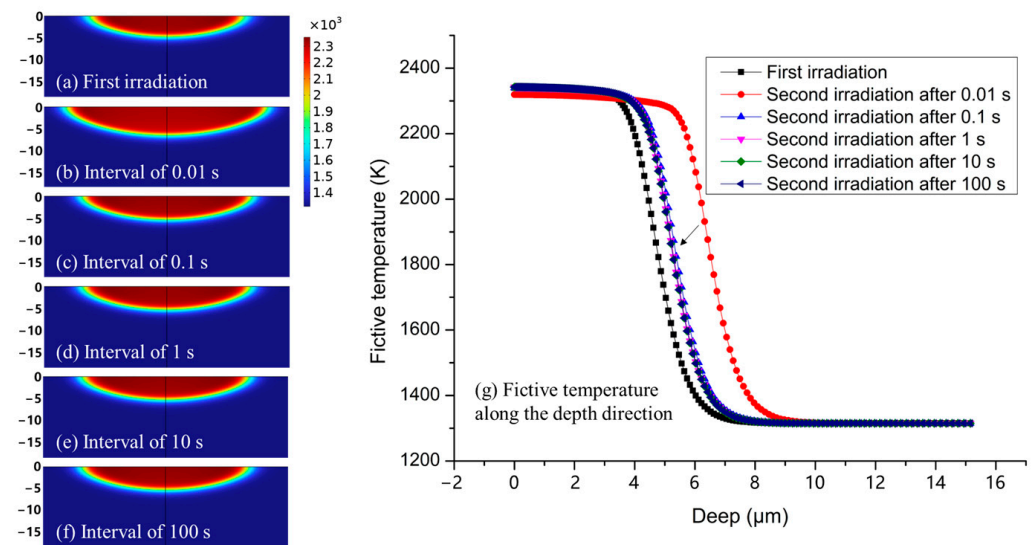 ×10³
0
−5
−10
−15
(a) First irradiation
2.3
2.2
2.1
2.0
1.9
1.8
1.7
1.6
1.5
1.4
0
−5
−10
−15
(b) Interval of 0.01 s
0
−5
−10
−15
(c) Interval of 0.1 s
0
−5
−10
−15
(d) Interval of 1 s
0
−5
−10
−15
(e) Interval of 10 s
0
−5
−10
−15
(f) Interval of 100 s
Fictive temperature (K)
2400
2200
2000
1800
1600
1400
1200
First irradiation
Second irradiation after 0.01 s
Second irradiation after 0.1 s
Second irradiation after 1 s
Second irradiation after 10 s
Second irradiation after 100 s
(g) Fictive temperature
along the depth direction
−2 0 2 4 6 8 10 12 14 16
Deep (μm)